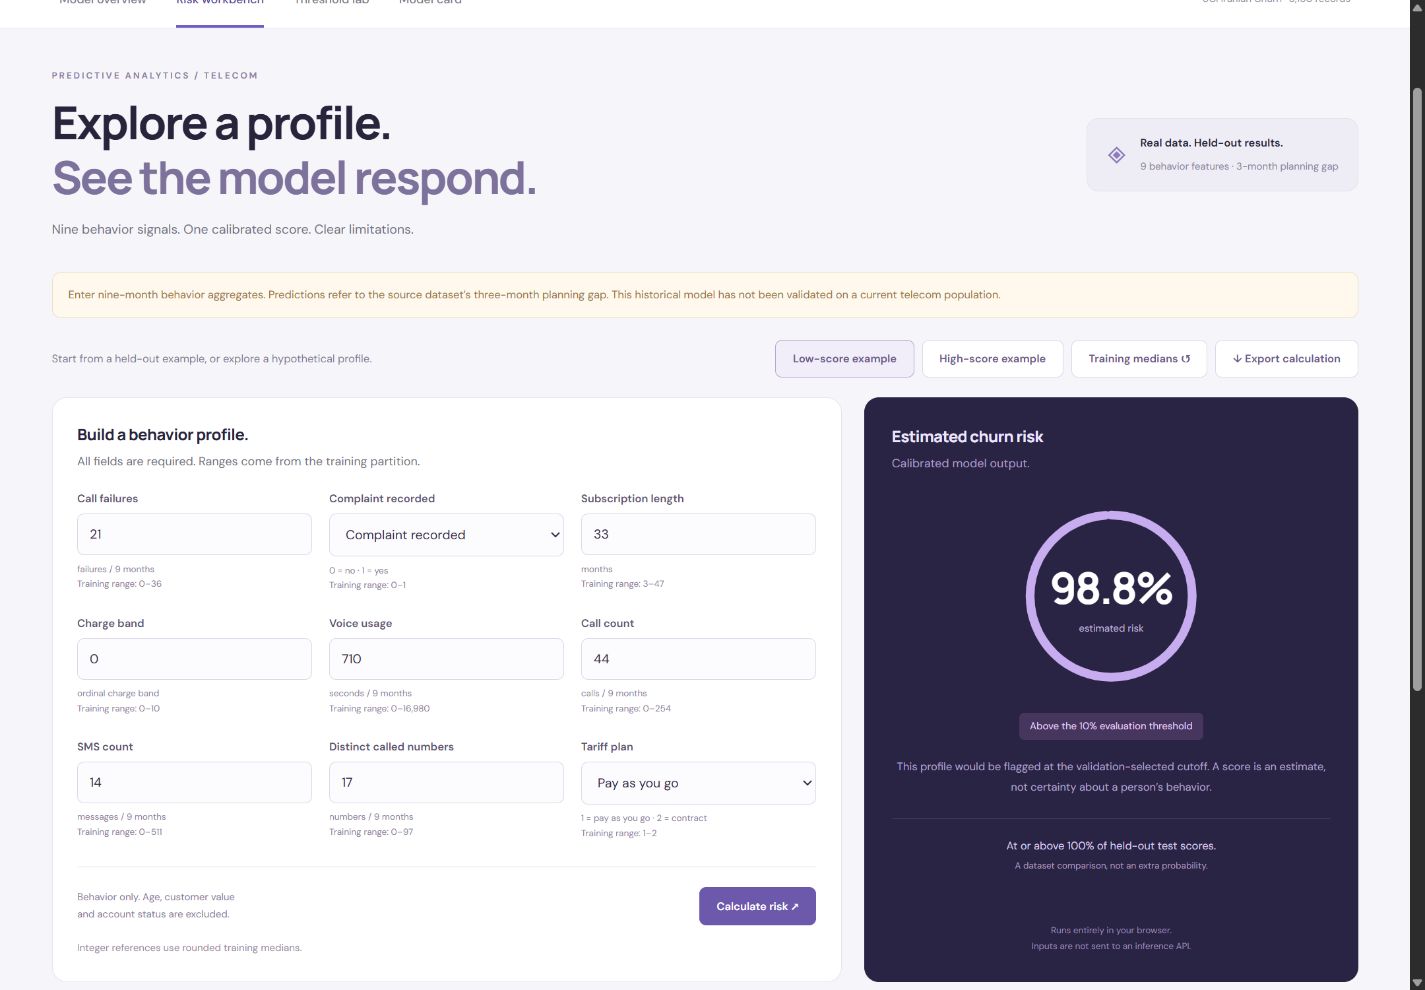 Model overview
Risk workbench
Threshold lab
Model card
PREDICTIVE ANALYTICS / TELECOM
Explore a profile.
See the model respond.
Nine behavior signals. One calibrated score. Clear limitations.
Real data. Held-out results.
9 behavior features · 3-month planning gap
Enter nine-month behavior aggregates. Predictions refer to the source dataset's three-month planning gap. This historical model has not been validated on a current telecom population.
Start from a held-out example, or explore a hypothetical profile.
Low-score example
High-score example
Training medians ↺
↓ Export calculation
Build a behavior profile.
All fields are required. Ranges come from the training partition.
Call failures
21
failures / 9 months
Training range: 0–36
Complaint recorded
Complaint recorded
0 = no · 1 = yes
Training range: 0–1
Subscription length
33
months
Training range: 3–47
Charge band
0
ordinal charge band
Training range: 0–10
Voice usage
710
seconds / 9 months
Training range: 0–16,980
Call count
44
calls / 9 months
Training range: 0–254
SMS count
14
messages / 9 months
Training range: 0–511
Distinct called numbers
17
numbers / 9 months
Training range: 0–97
Tariff plan
Pay as you go
1 = pay as you go · 2 = contract
Training range: 1–2
Behavior only. Age, customer value
and account status are excluded.
Calculate risk ↗
Integer references use rounded training medians.
Estimated churn risk
Calibrated model output.
98.8%
estimated risk
Above the 10% evaluation threshold
This profile would be flagged at the validation-selected cutoff. A score is an estimate,
not certainty about a person's behavior.
At or above 100% of held-out test scores.
A dataset comparison, not an extra probability.
Runs entirely in your browser.
Inputs are not sent to an inference API.